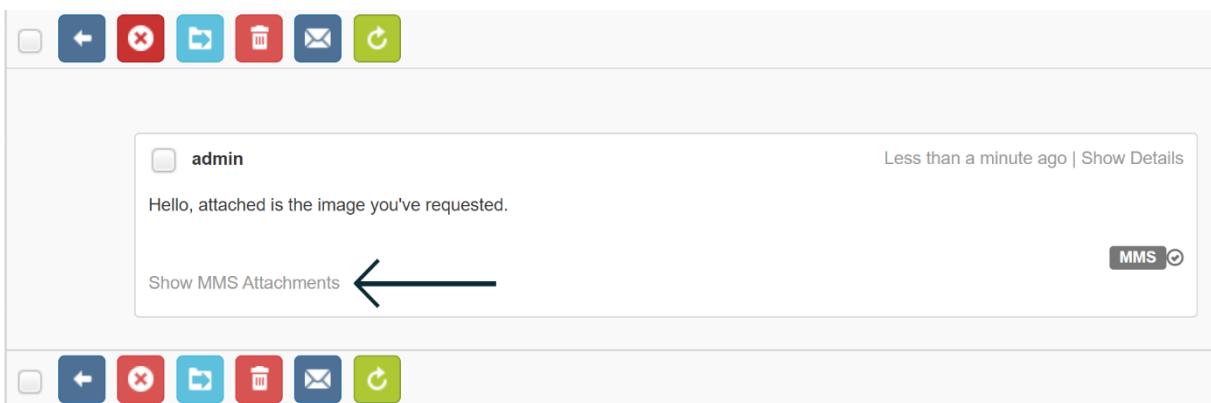 admin
Less than a minute ago | Show Details
Hello, attached is the image you've requested.
MMS
Show MMS Attachments